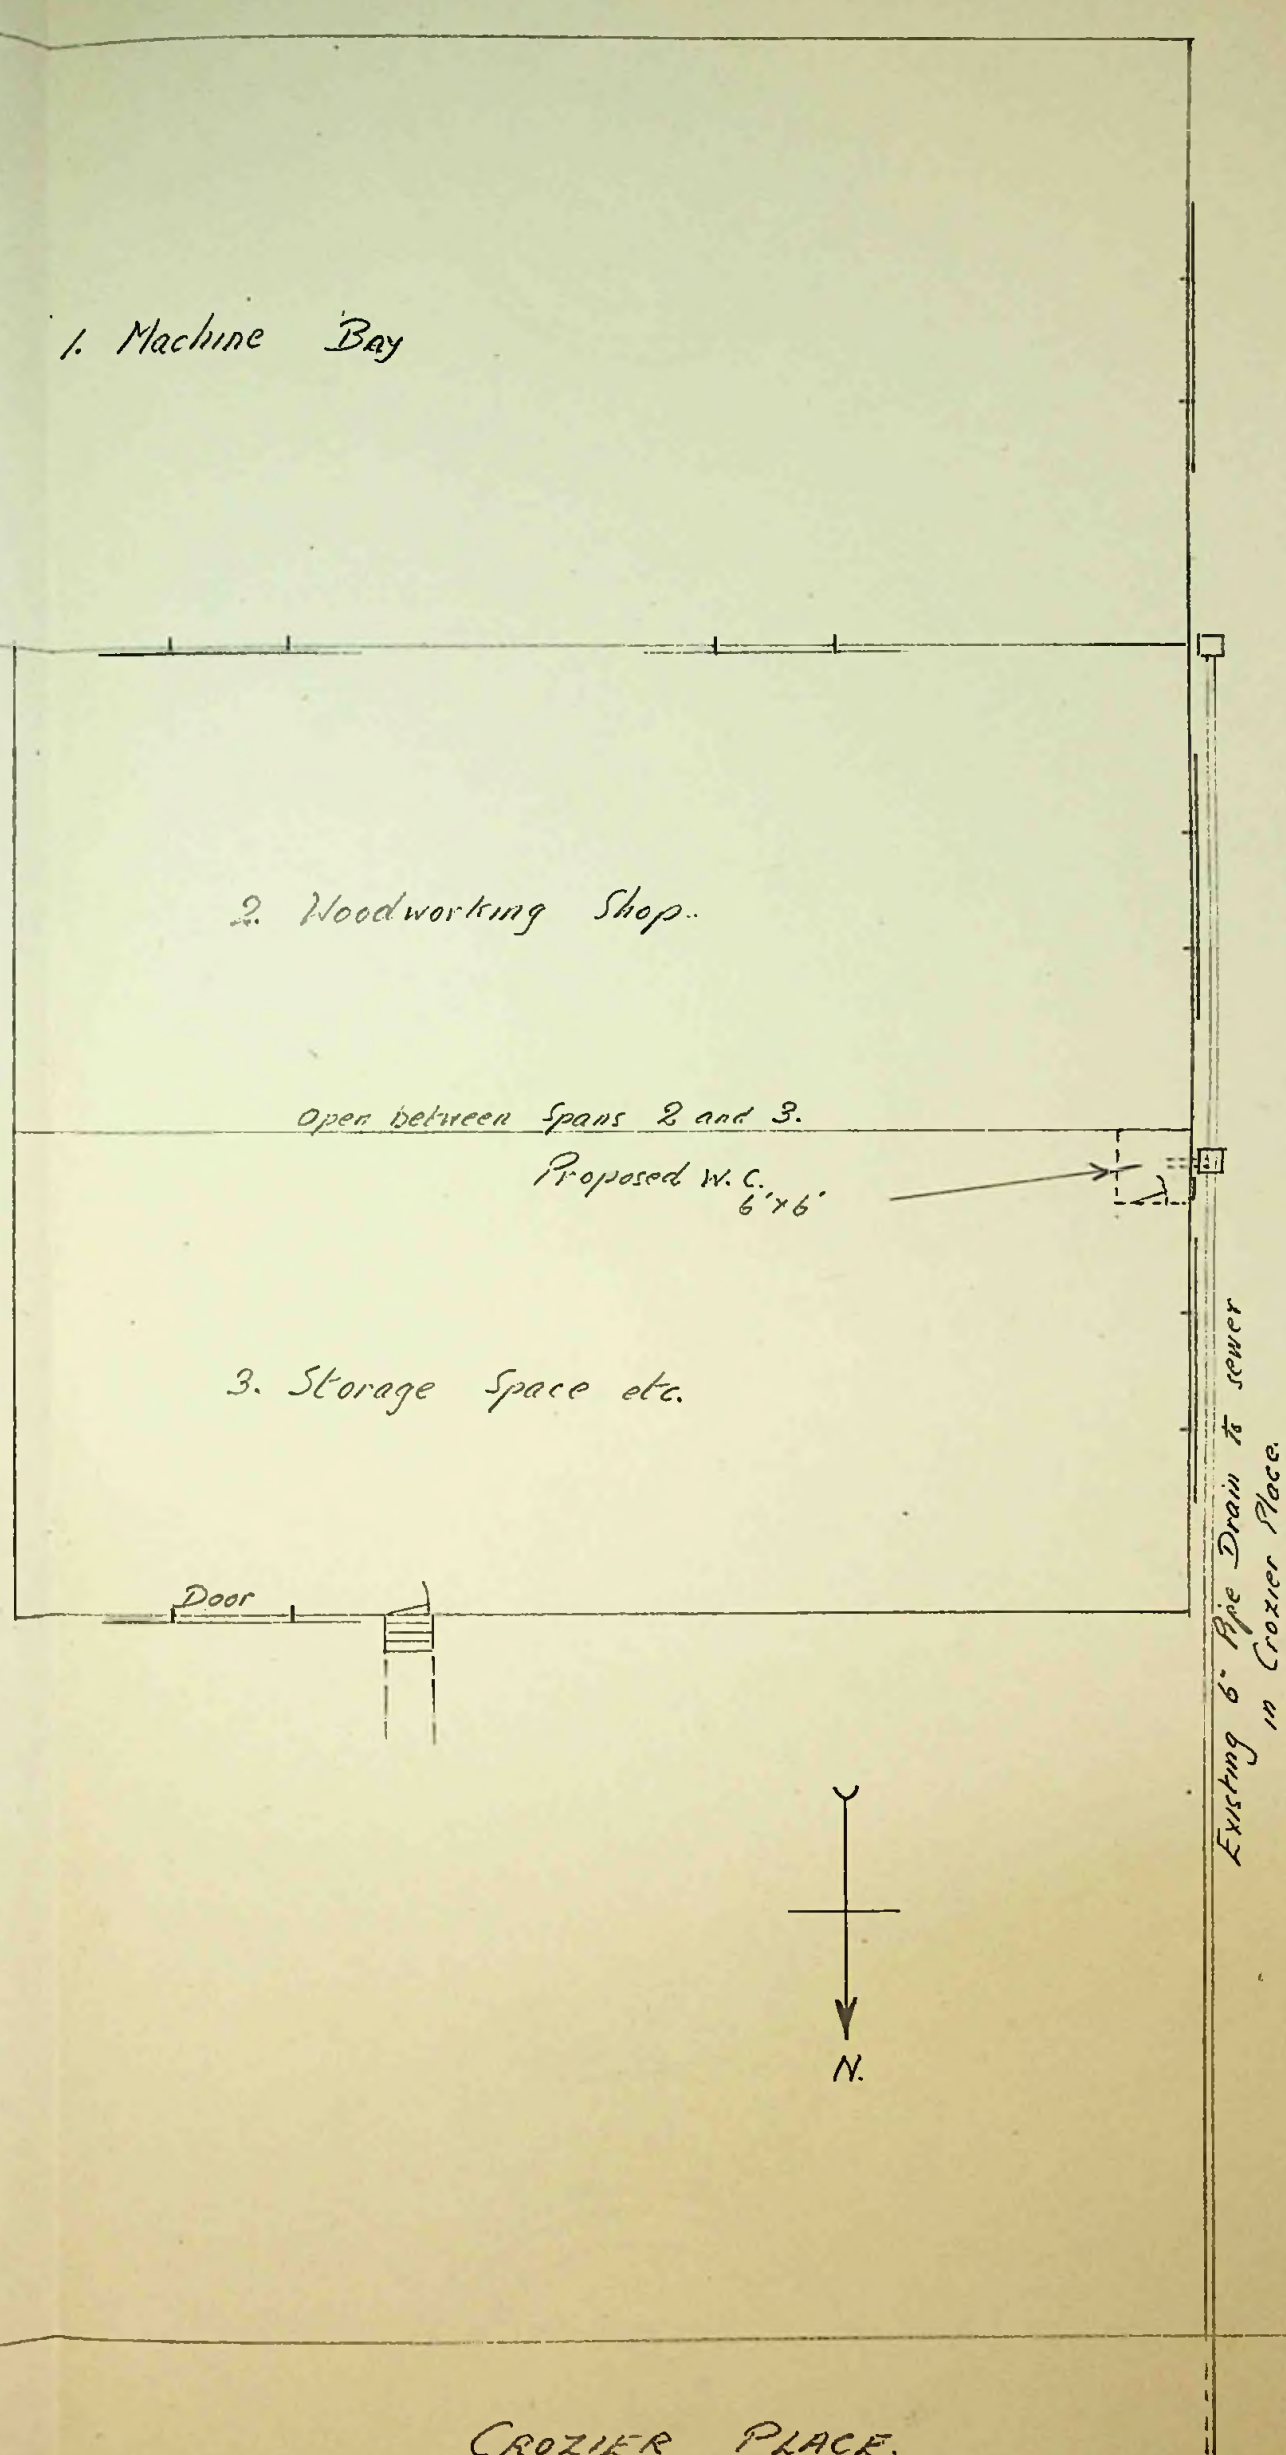 1. Machine Bay
2. Woodworking Shop.
Open between Spans 2 and 3.
Proposed W.C.
6'x6'
3. Storage Space etc.
Door
Existing 6" Pipe Drain to sewer
in Crozier Place.
N.
CROZIER PLACE.